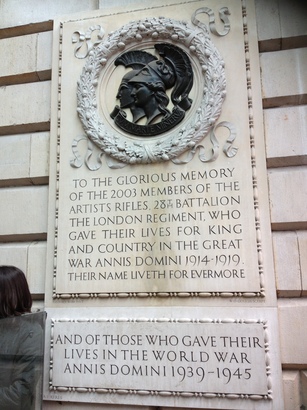 TO THE GLORIOUS MEMORY
OF THE 2003 MEMBERS OF THE
ARTISTS RIFLES, 28TH BATTALION
THE LONDON REGIMENT, WHO
GAVE THEIR LIVES FOR KING
AND COUNTRY IN THE GREAT
WAR ANNIS DOMINI 1914-1919.
THEIR NAME LIVETH FOR EVERMORE
AND OF THOSE WHO GAVE THEIR
LIVES IN THE WORLD WAR
ANNIS DOMINI 1939-1945